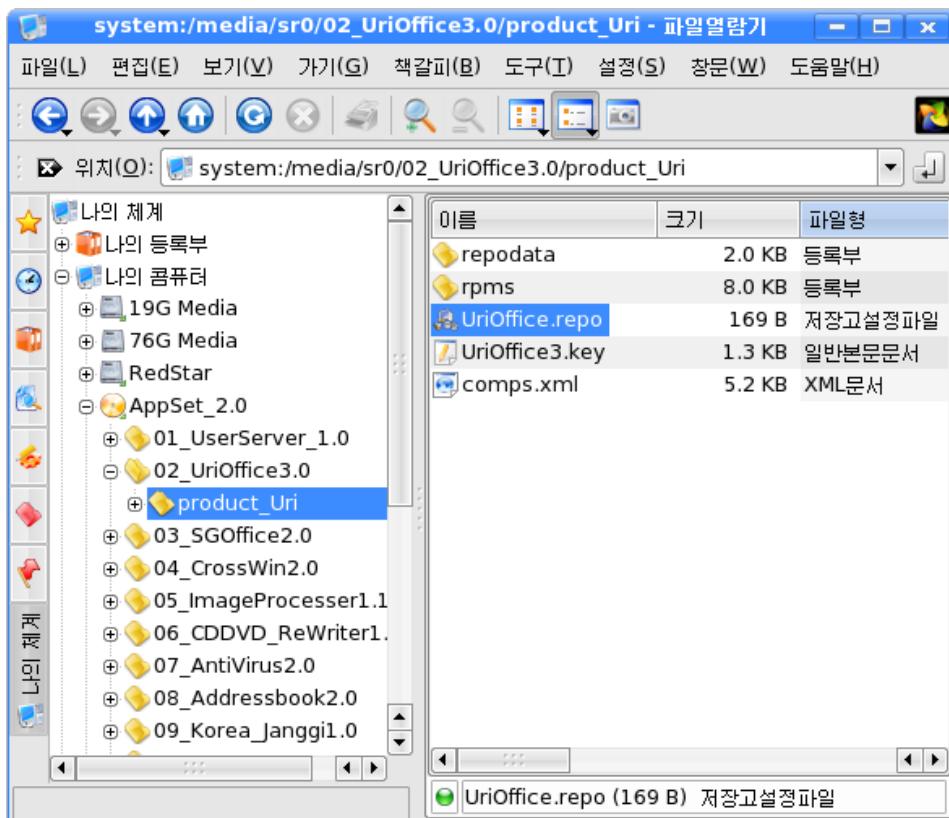 system:/media/sr0/02_UriOffice3.0/product_Uri - 파일열람기
파일(L) 편집(E) 보기(V) 가기(G) 책갈피(B) 도구(T) 설정(S) 창문(W) 도움말(H)
위치(O): system:/media/sr0/02_UriOffice3.0/product_Uri
나의 체계
나의 등록부
나의 콤퓨터
19G Media
76G Media
RedStar
AppSet_2.0
01_UserServer_1.0
02_UriOffice3.0
product_Uri
03_SGOffice2.0
04_CrossWin2.0
05_ImageProcesser1.1
06_CDDVD_ReWriter1.
07_AntiVirus2.0
08_Addressbook2.0
09_Korea_Janggi1.0
나의 체계
이름 크기 파일형
repodata 2.0 KB 등록부
rpms 8.0 KB 등록부
UriOffice.repo 169 B 저장고설정파일
UriOffice3.key 1.3 KB 일반본문문서
comps.xml 5.2 KB XML문서
UriOffice.repo (169 B) 저장고설정파일